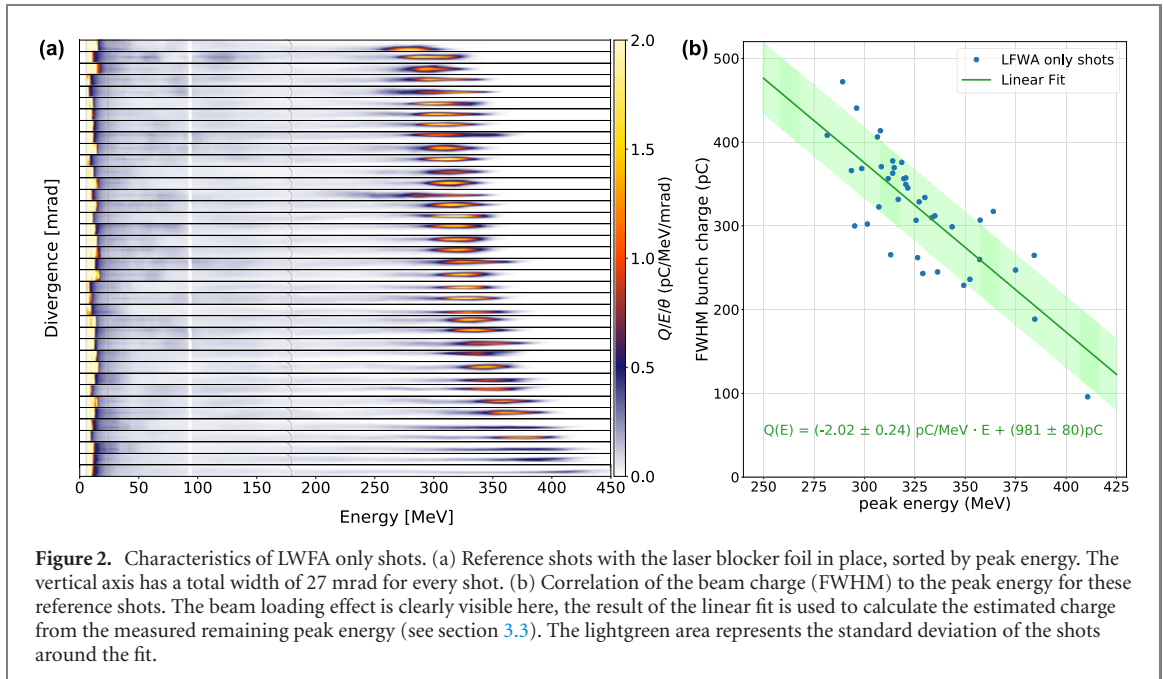 (a)
Divergence [mrad]
0 50 100 150 200 250 300 350 400 450
Energy [MeV]
2.0
1.5
1.0
0.5
0.0
Q/E/θ (pC/MeV/mrad)
(b)
500
400
300
200
100
0
FWHM bunch charge (pC)
LFWA only shots
Linear Fit
Q(E) = (-2.02 ± 0.24) pC/MeV · E + (981 ± 80)pC
250 275 300 325 350 375 400 425
peak energy (MeV)
Figure 2. Characteristics of LWFA only shots. (a) Reference shots with the laser blocker foil in place, sorted by peak energy. The
vertical axis has a total width of 27 mrad for every shot. (b) Correlation of the beam charge (FWHM) to the peak energy for these
reference shots. The beam loading effect is clearly visible here, the result of the linear fit is used to calculate the estimated charge
from the measured remaining peak energy (see section 3.3). The lightgreen area represents the standard deviation of the shots
around the fit.